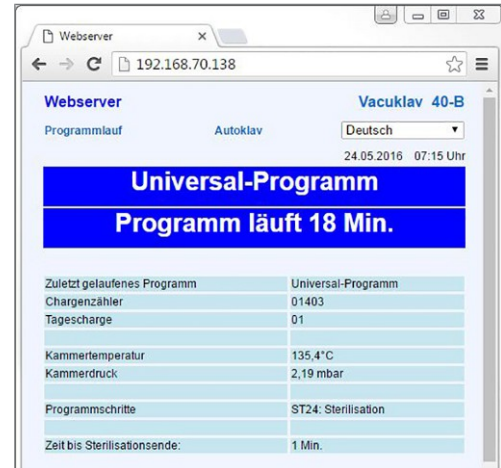 Webserver
192.168.70.138
Webserver Vacuklav 40-B
Programmlauf Autoklav Deutsch
24.05.2016 07:15 Uhr
Universal-Programm
Programm läuft 18 Min.
Zuletzt gelaufenes Programm Universal-Programm
Chargenzähler 01403
Tagescharge 01
Kammertemperatur 135,4°C
Kammerdruck 2,19 mbar
Programmschritte ST24: Sterilisation
Zeit bis Sterilisationsende: 1 Min.